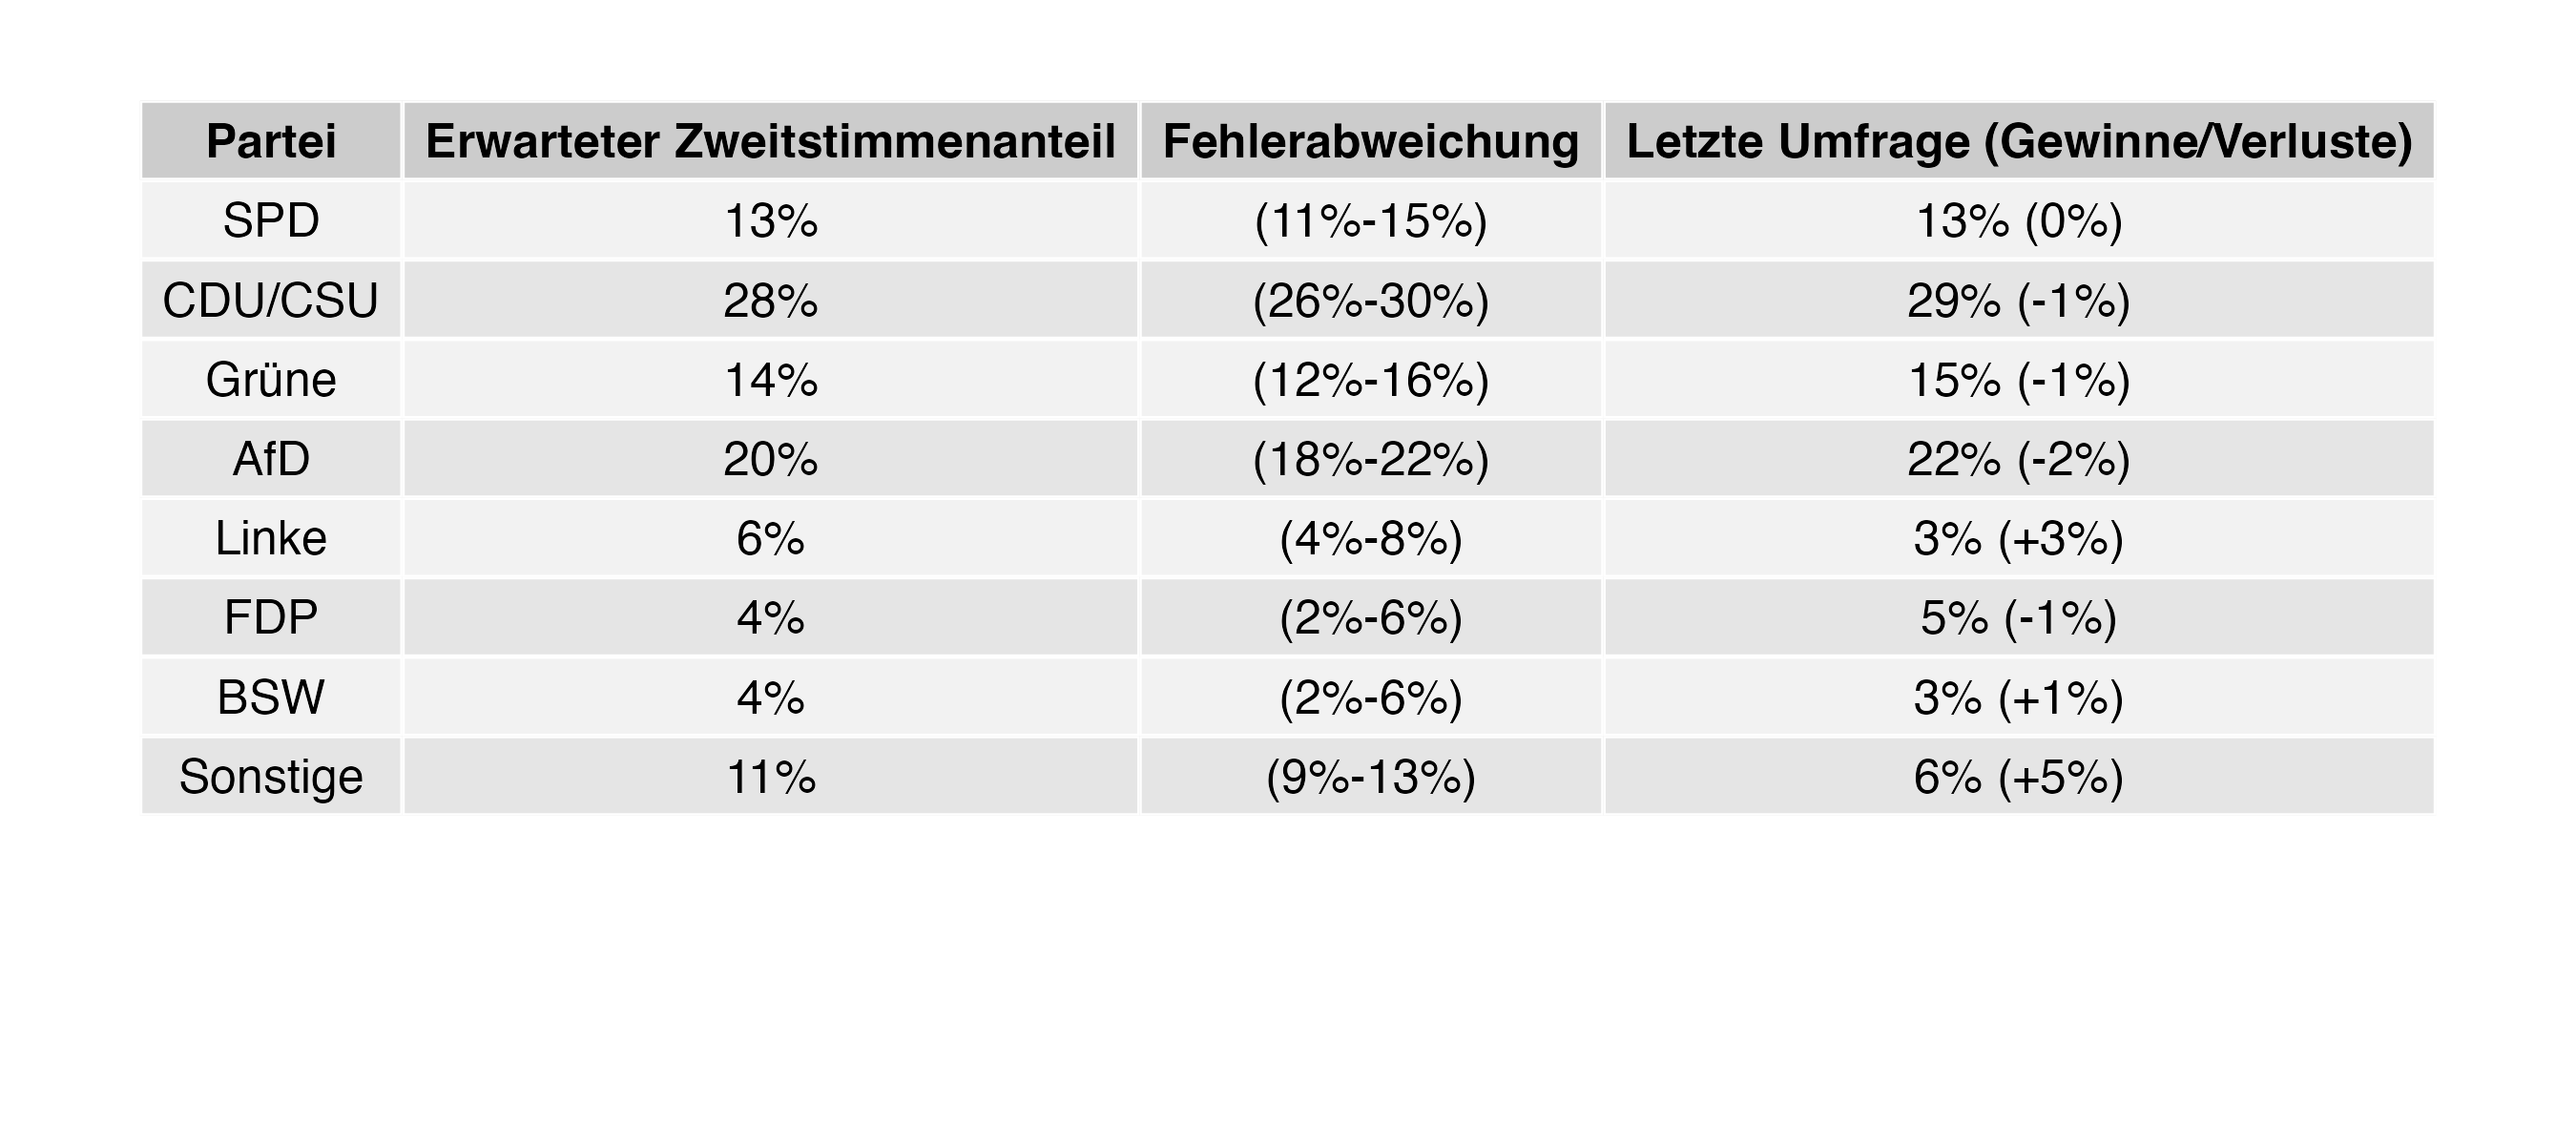 Partei Erwarteter Zweitstimmenanteil Fehlerabweichung Letzte Umfrage (Gewinne/Verluste)
SPD 13% (11%-15%) 13% (0%)
CDU/CSU 28% (26%-30%) 29% (-1%)
Grüne 14% (12%-16%) 15% (-1%)
AfD 20% (18%-22%) 22% (-2%)
Linke 6% (4%-8%) 3% (+3%)
FDP 4% (2%-6%) 5% (-1%)
BSW 4% (2%-6%) 3% (+1%)
Sonstige 11% (9%-13%) 6% (+5%)